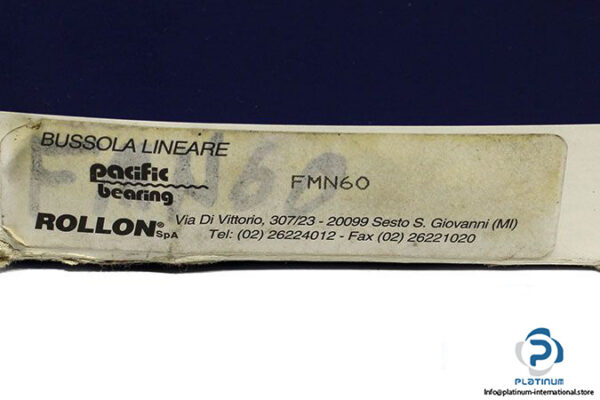 BUSSOLA LINEARE
pacific
bearing
FMN60
FMN60
ROLLON® SpA
Via Di Vittorio, 307/23 - 20099 Sesto S. Giovanni (MI)
Tel: (02) 26224012 - Fax (02) 26221020
PLATINUM
Info@platinum-international.store